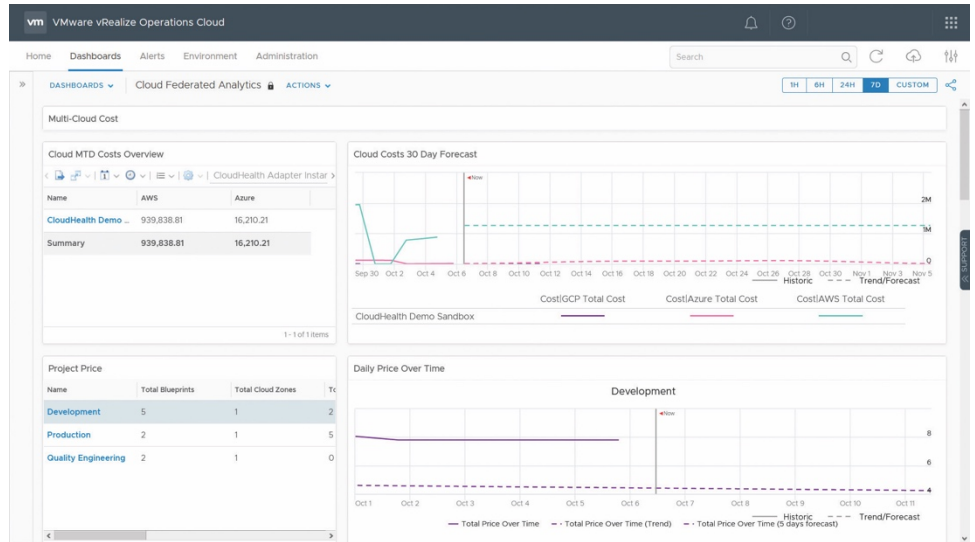 vm VMware vRealize Operations Cloud
Home Dashboards Alerts Environment Administration Search
DASHBOARDS Cloud Federated Analytics ACTIONS 1H 6H 24H 7D CUSTOM
Multi-Cloud Cost
Cloud MTD Costs Overview
CloudHealth Adapter Instar
Name AWS Azure
CloudHealth Demo ... 939,838.81 16,210.21
Summary 939,838.81 16,210.21
1 - 1 of 1 items
Cloud Costs 30 Day Forecast
Now
2M
1M
0
Sep 30 Oct 2 Oct 4 Oct 6 Oct 8 Oct 10 Oct 12 Oct 14 Oct 16 Oct 18 Oct 20 Oct 22 Oct 24 Oct 26 Oct 28 Oct 30 Nov 1 Nov 3 Nov 5
Historic Trend/Forecast
Cost|GCP Total Cost Cost|Azure Total Cost Cost|AWS Total Cost
CloudHealth Demo Sandbox
SUPPORT
Project Price
Name Total Blueprints Total Cloud Zones Tc
Development 5 1 2
Production 2 1 5
Quality Engineering 2 1 0
Daily Price Over Time
Development
Now
8
6
4
Oct 1 Oct 2 Oct 3 Oct 4 Oct 5 Oct 6 Oct 7 Oct 8 Oct 9 Oct 10 Oct 11
Historic Trend/Forecast
Total Price Over Time Total Price Over Time (Trend) Total Price Over Time (5 days forecast)